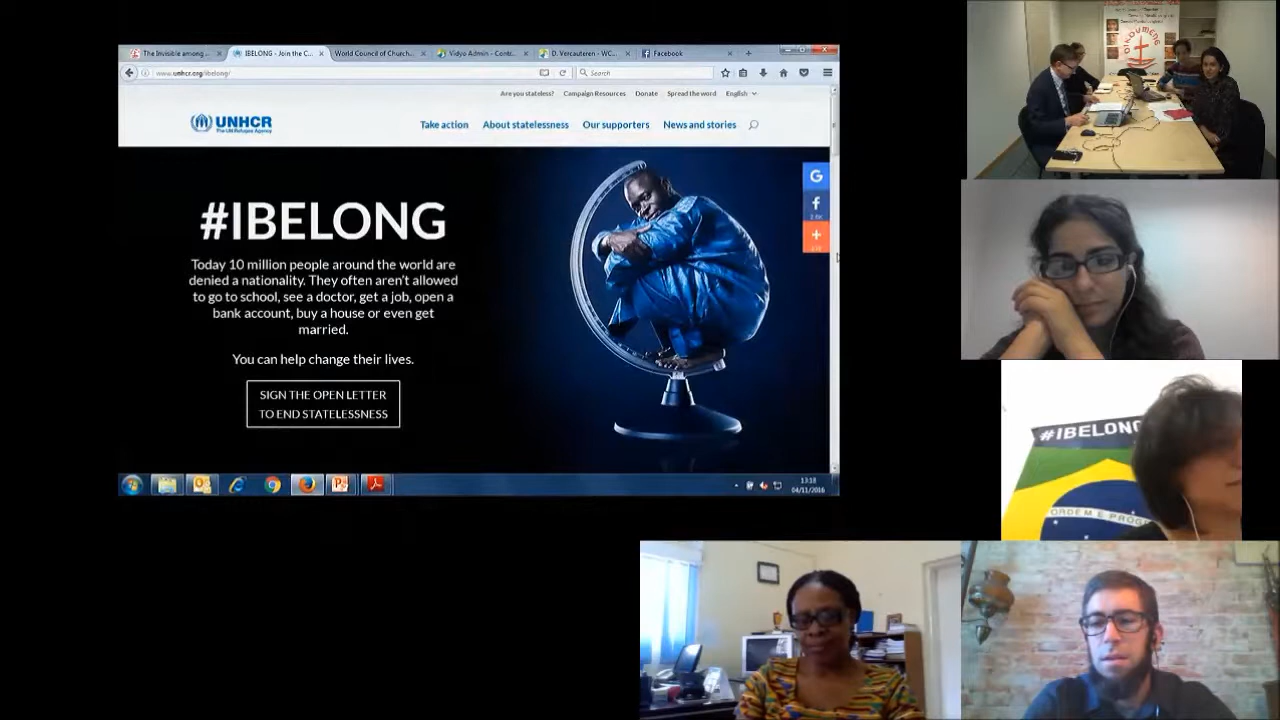 The Invisible among
IBELONG - Join the C...
World Council of Church...
Vidyo Admin - Contr...
D. Vercauteren - WC...
Facebook
www.unhcr.org/ibelong/
Search
Are you stateless?
Campaign Resources
Donate
Spread the word
English
UNHCR
The UN Refugee Agency
Take action
About statelessness
Our supporters
News and stories
#IBELONG
Today 10 million people around the world are
denied a nationality. They often aren't allowed
to go to school, see a doctor, get a job, open a
bank account, buy a house or even get
married.
You can help change their lives.
SIGN THE OPEN LETTER
TO END STATELESSNESS
13:18
04/11/2016
OIKOUMENE
#IBELONG
ORDEM E PROG